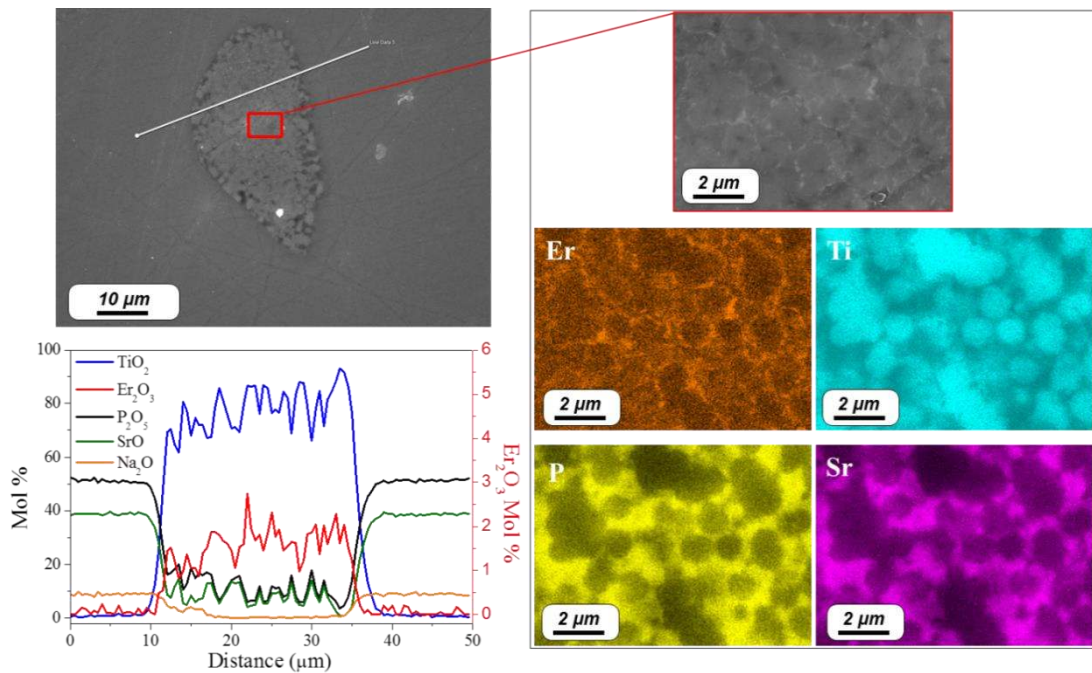 Line Data 1
10 µm
2 µm
Er
2 µm
Ti
2 µm
P
2 µm
Sr
2 µm
100
80
60
40
20
0
Mol %
TiO₂
Er₂O₃
P₂O₅
SrO
Na₂O
6
5
4
3
2
1
0
Er₂O₃ Mol %
0 10 20 30 40 50
Distance (µm)